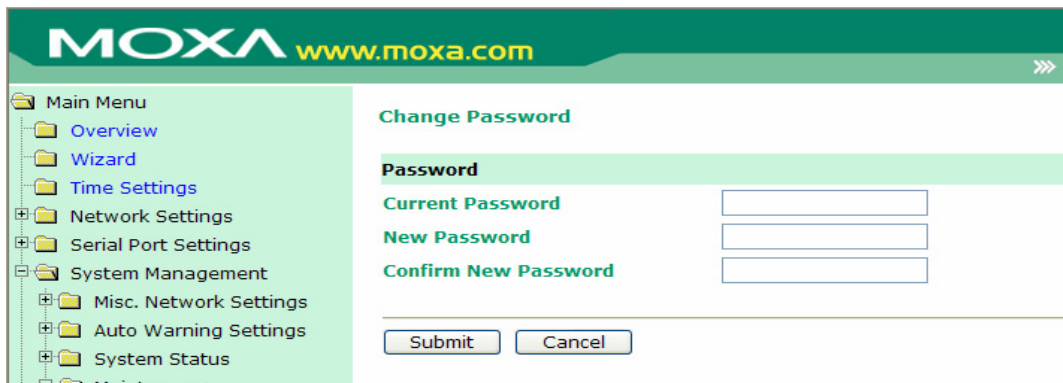 MOXA www.moxa.com
Main Menu
Overview
Wizard
Time Settings
Network Settings
Serial Port Settings
System Management
Misc. Network Settings
Auto Warning Settings
System Status
Change Password
Password
Current Password
New Password
Confirm New Password
Submit Cancel